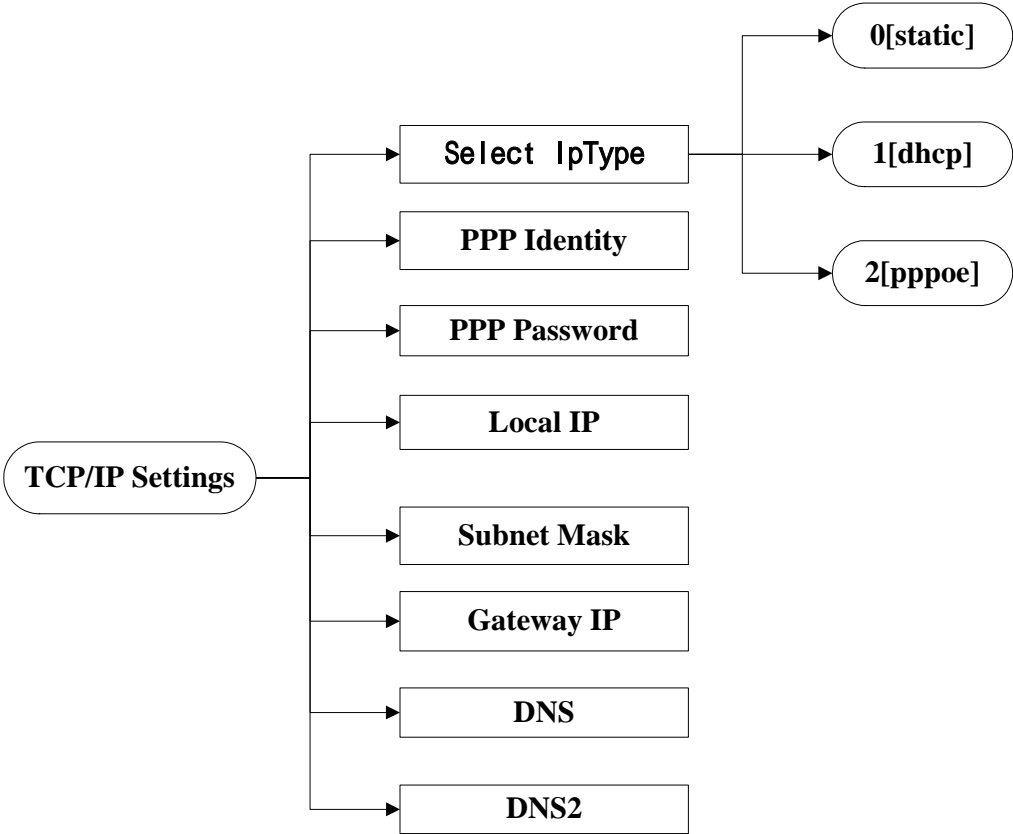 TCP/IP Settings
Select IpType
PPP Identity
PPP Password
Local IP
Subnet Mask
Gateway IP
DNS
DNS2
0[static]
1[dhcp]
2[pppoe]